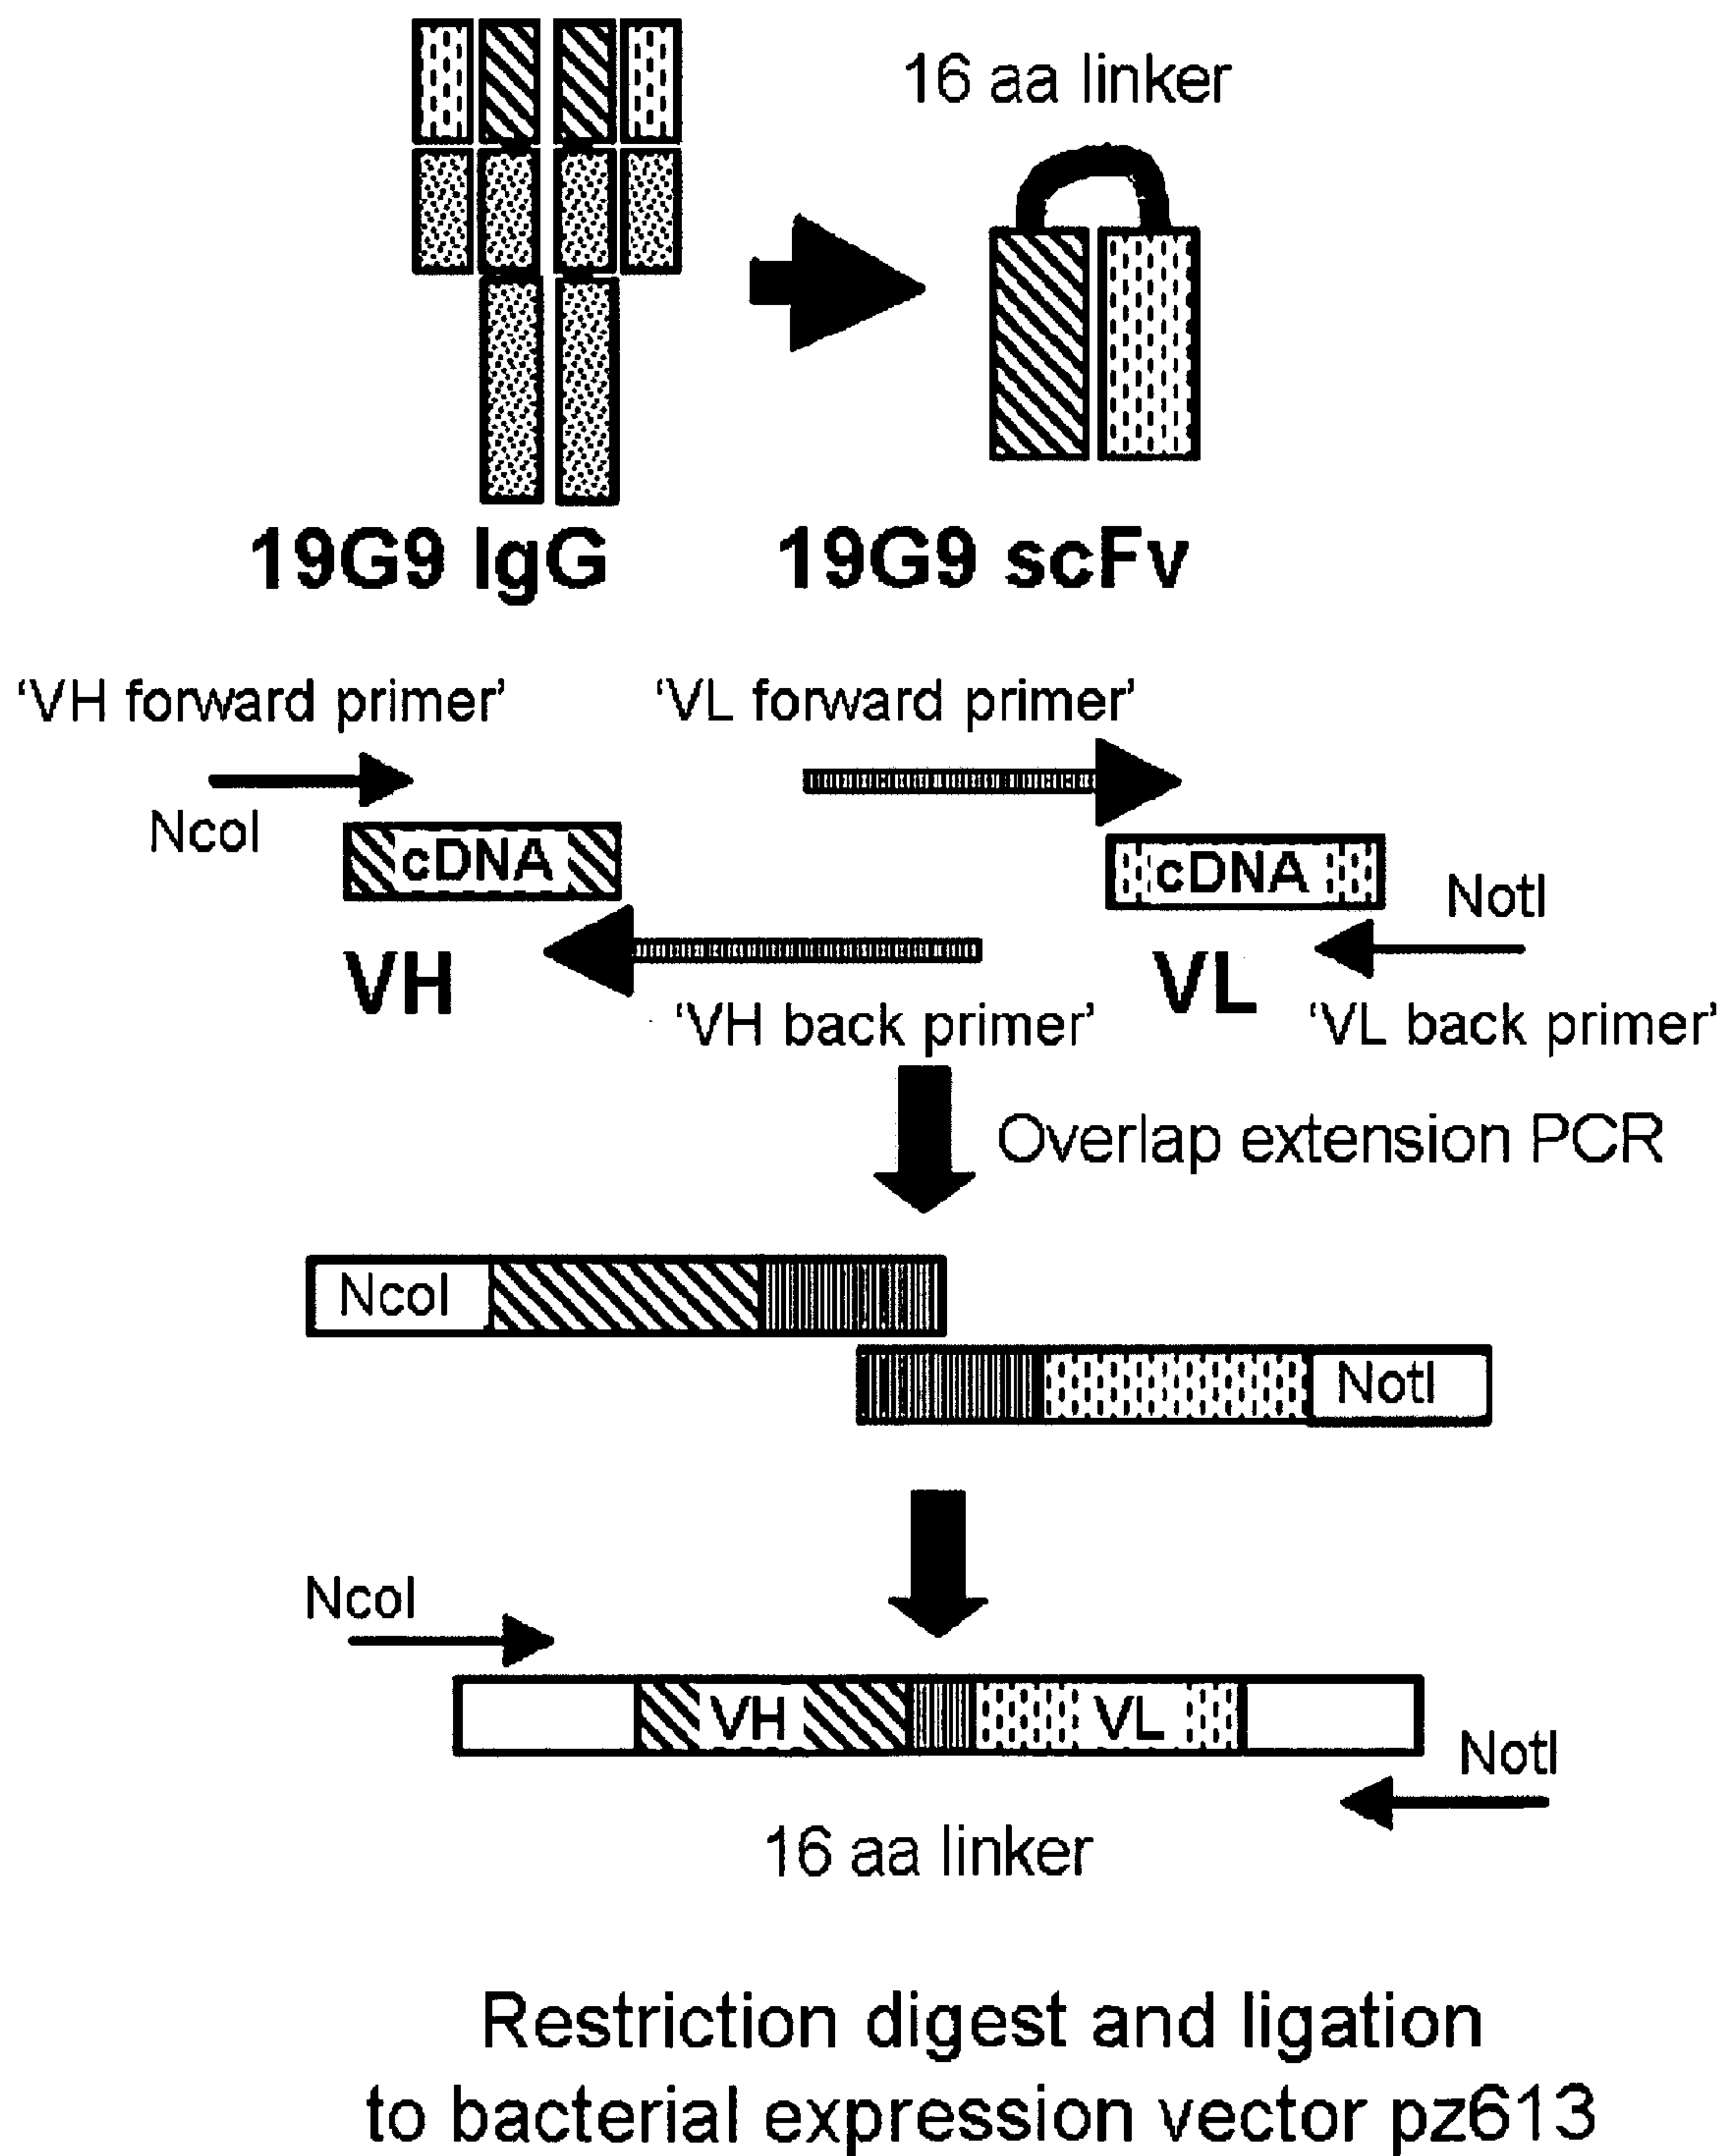 16 aa linker
19G9 IgG
19G9 scFv
'VH forward primer'
'VL forward primer'
NcoI
cDNA
cDNA
NotI
VH
VL
'VH back primer'
'VL back primer'
Overlap extension PCR
NcoI
NotI
NcoI
VH
VL
NotI
16 aa linker
Restriction digest and ligation
to bacterial expression vector pz613